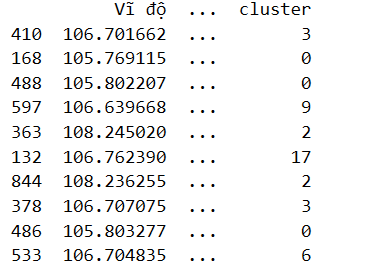 Vĩ độ ... cluster
410 106.701662 ... 3
168 105.769115 ... 0
488 105.802207 ... 0
597 106.639668 ... 9
363 108.245020 ... 2
132 106.762390 ... 17
844 108.236255 ... 2
378 106.707075 ... 3
486 105.803277 ... 0
533 106.704835 ... 6